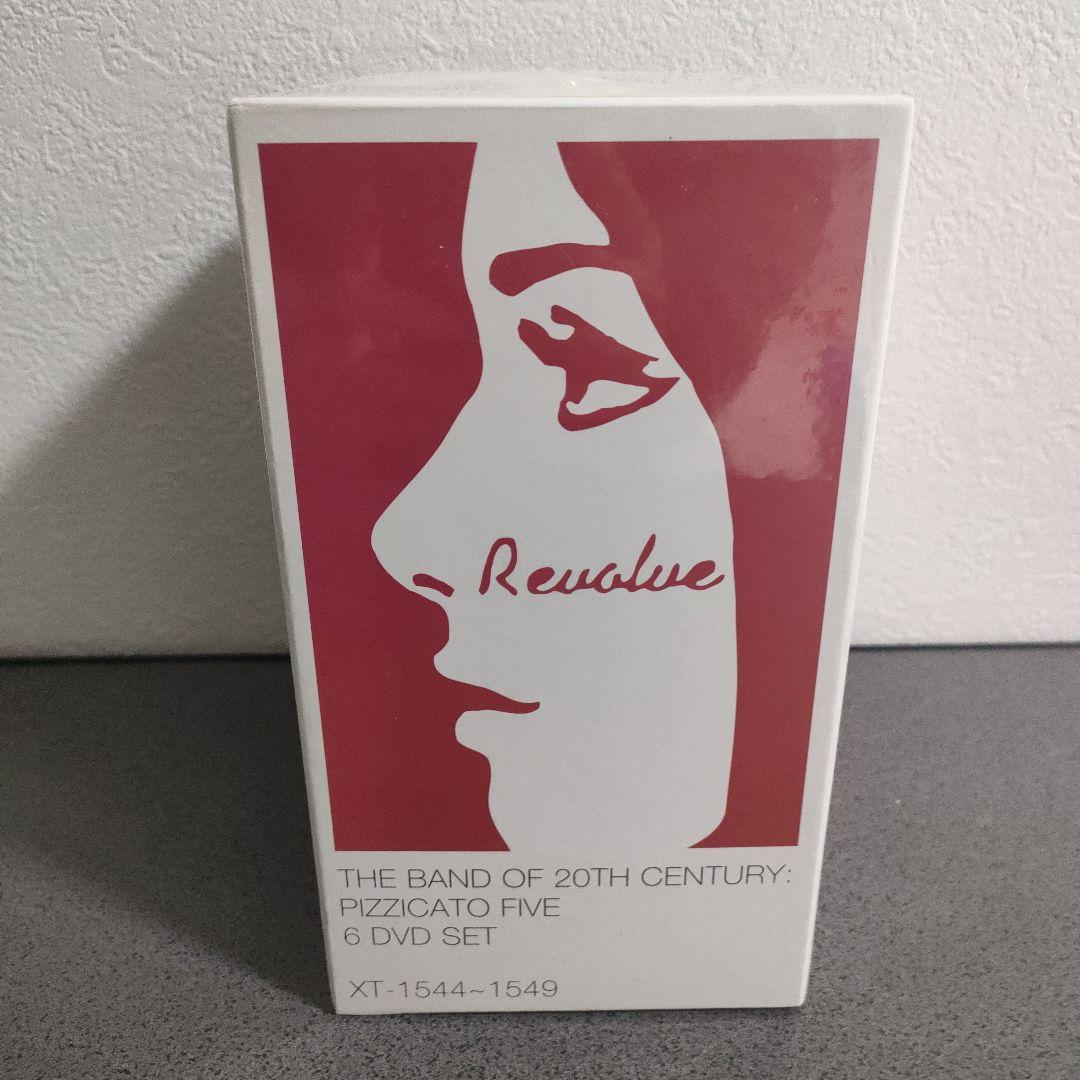 Revolve
THE BAND OF 20TH CENTURY:
PIZZICATO FIVE
6 DVD SET
XT-1544~1549